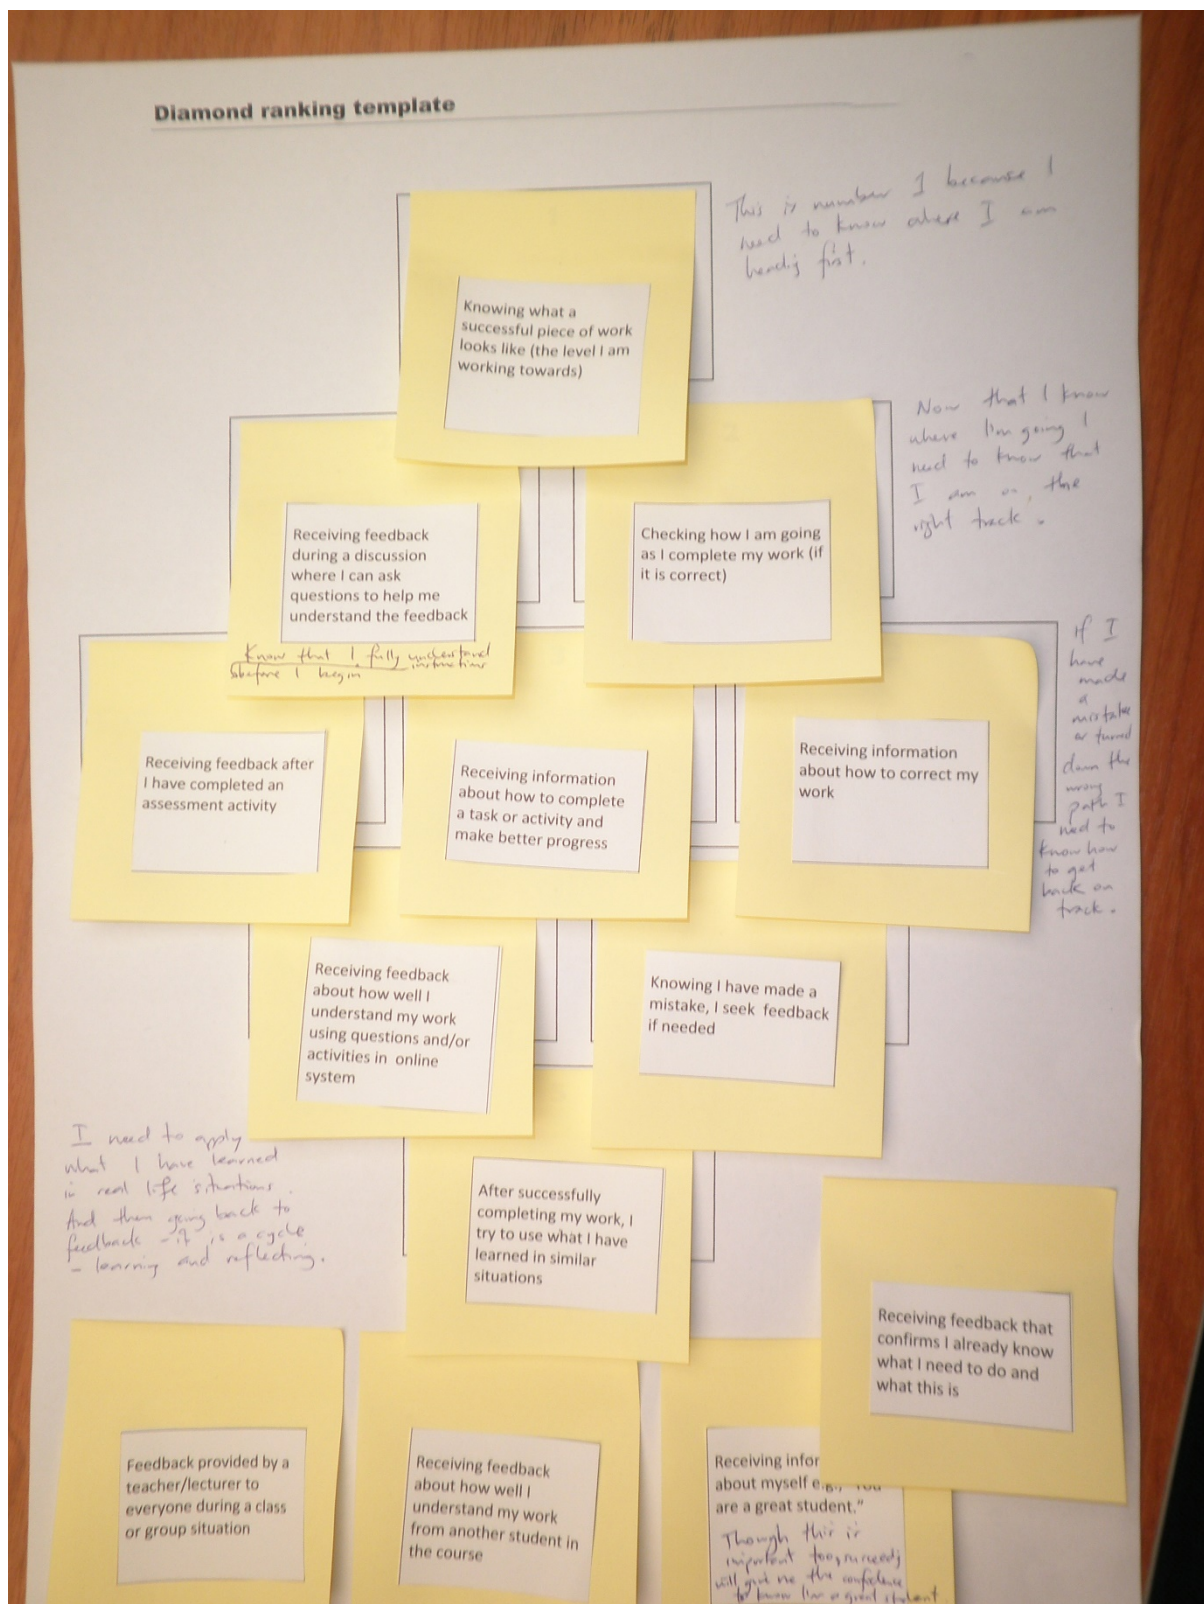 Diamond ranking template
This is number 1 because I
need to know where I am
heading first.
Knowing what a
successful piece of work
looks like (the level I am
working towards)
Now that I know
where I'm going I
need to know that
I am on the
right track.
Receiving feedback
during a discussion
where I can ask
questions to help me
understand the feedback
Know that I fully understand
instructions
before I begin
Checking how I am going
as I complete my work (if
it is correct)
If I
have
made
a
mistake
or turned
down the
wrong
path I
need to
know how
to get
back on
track.
Receiving feedback after
I have completed an
assessment activity
Receiving information
about how to complete
a task or activity and
make better progress
Receiving information
about how to correct my
work
Receiving feedback
about how well I
understand my work
using questions and/or
activities in online
system
Knowing I have made a
mistake, I seek feedback
if needed
I need to apply
what I have learned
in real life situations.
And then going back to
feedback - it is a cycle
- learning and reflecting.
After successfully
completing my work, I
try to use what I have
learned in similar
situations
Receiving feedback that
confirms I already know
what I need to do and
what this is
Feedback provided by a
teacher/lecturer to
everyone during a class
or group situation
Receiving feedback
about how well I
understand my work
from another student in
the course
Receiving infor
about myself e.g., "You
are a great student."
Though this is
important too, succeeding
will give me the confidence
to know I'm a great student